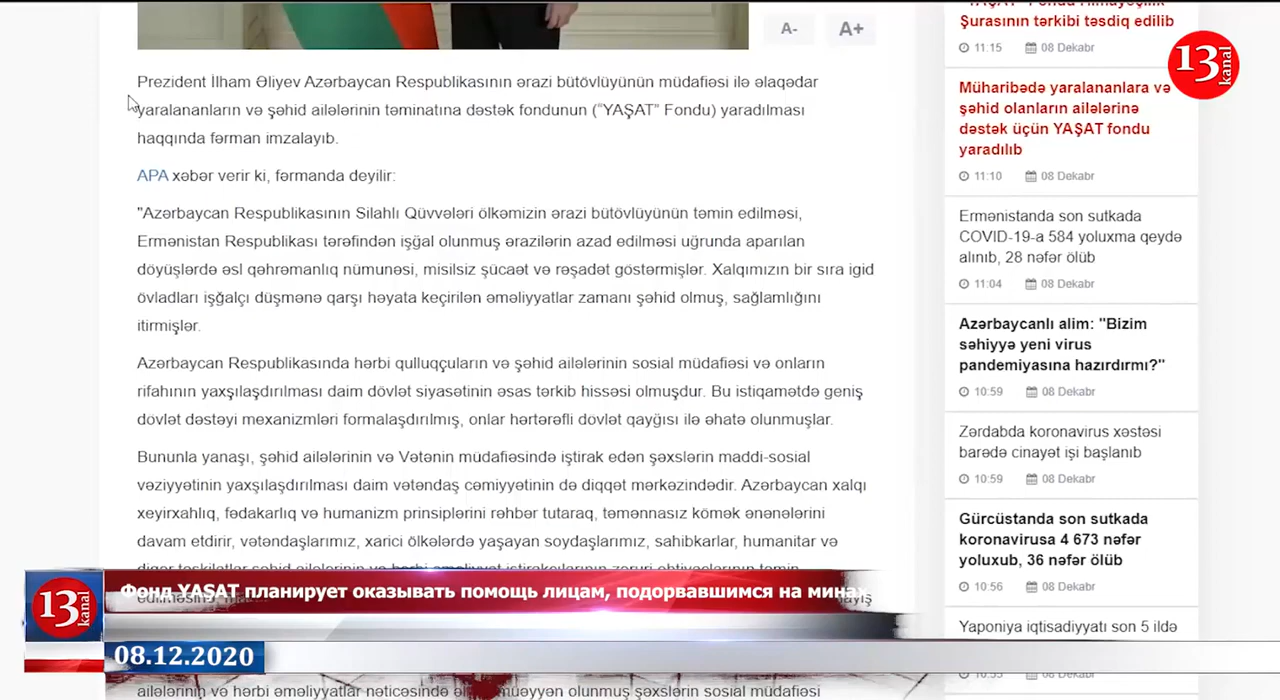 A-
A+
Prezident İlham Əliyev Azərbaycan Respublikasının ərazi bütövlüyünün müdafiəsi ilə əlaqədar
yaralananların və şəhid ailələrinin təminatına dəstək fondunun ("YAŞAT" Fondu) yaradılması
haqqında fərman imzalayıb.
APA xəbər verir ki, fərmanda deyilir:
"Azərbaycan Respublikasının Silahlı Qüvvələri ölkəmizin ərazi bütövlüyünün təmin edilməsi,
Ermənistan Respublikası tərəfindən işğal olunmuş ərazilərin azad edilməsi uğrunda aparılan
döyüşlərdə əsl qəhrəmanlıq nümunəsi, misilsiz şücaət və rəşadət göstərmişlər. Xalqımızın bir sıra igid
övladları işğalçı düşmənə qarşı həyata keçirilən əməliyyatlar zamanı şəhid olmuş, sağlamlığını
itirmişlər.
Azərbaycan Respublikasında hərbi qulluqçuların və şəhid ailələrinin sosial müdafiəsi və onların
rifahının yaxşılaşdırılması daim dövlət siyasətinin əsas tərkib hissəsi olmuşdur. Bu istiqamətdə geniş
dövlət dəstəyi mexanizmləri formalaşdırılmış, onlar hərtərəfli dövlət qayğısı ilə əhatə olunmuşlar.
Bununla yanaşı, şəhid ailələrinin və Vətənin müdafiəsində iştirak edən şəxslərin maddi-sosial
vəziyyətinin yaxşılaşdırılması daim vətəndaş cəmiyyətinin də diqqət mərkəzindədir. Azərbaycan xalqı
xeyirxahlıq, fədakarlıq və humanizm prinsiplərini rəhbər tutaraq, təmənnasız kömək ənənələrini
davam etdirir, vətəndaşlarımız, xarici ölkələrdə yaşayan soydaşlarımız, sahibkarlar, humanitar və
ailələrinin və hərbi əməliyyatlar nəticəsində müəyyən olunmuş şəxslərin sosial müdafiəsi
Şurasının tərkibi təsdiq edilib
11:15 08 Dekabr
Müharibədə yaralananlara və
şəhid olanların ailələrinə
dəstək üçün YAŞAT fondu
yaradılıb
11:10 08 Dekabr
Ermənistanda son sutkada
COVID-19-a 584 yoluxma qeydə
alınıb, 28 nəfər ölüb
11:04 08 Dekabr
Azərbaycanlı alim: "Bizim
səhiyyə yeni virus
pandemiyasına hazırdırmı?"
10:59 08 Dekabr
Zərdabda koronavirus xəstəsi
barədə cinayət işi başlanıb
10:59 08 Dekabr
Gürcüstanda son sutkada
koronavirusa 4 673 nəfər
yoluxub, 36 nəfər ölüb
10:56 08 Dekabr
Yaponiya iqtisadiyyatı son 5 ildə
13 kanal
Фонд YAŞAT планирует оказывать помощь лицам, подорвавшимся на минах
13 kanal
08.12.2020